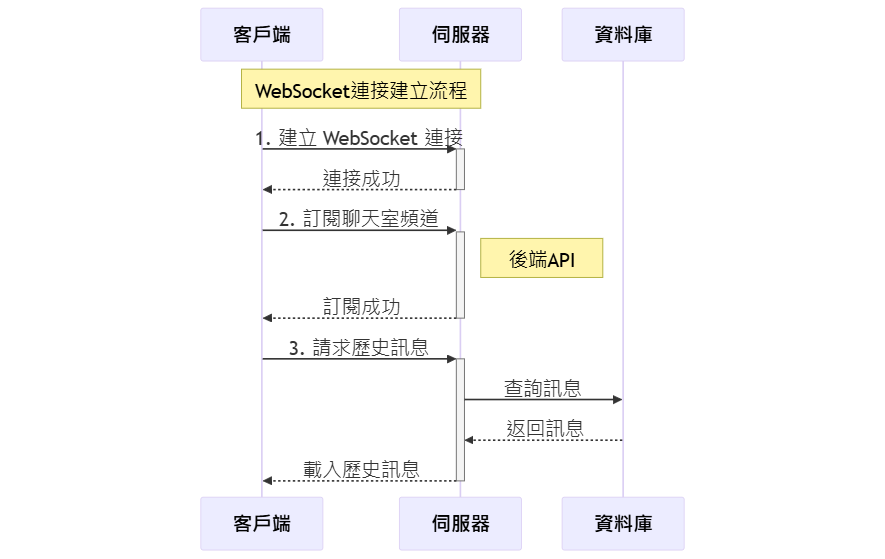 客戶端
伺服器
資料庫
WebSocket連接建立流程
1. 建立 WebSocket 連接
連接成功
2. 訂閱聊天室頻道
後端API
訂閱成功
3. 請求歷史訊息
查詢訊息
返回訊息
載入歷史訊息
客戶端
伺服器
資料庫